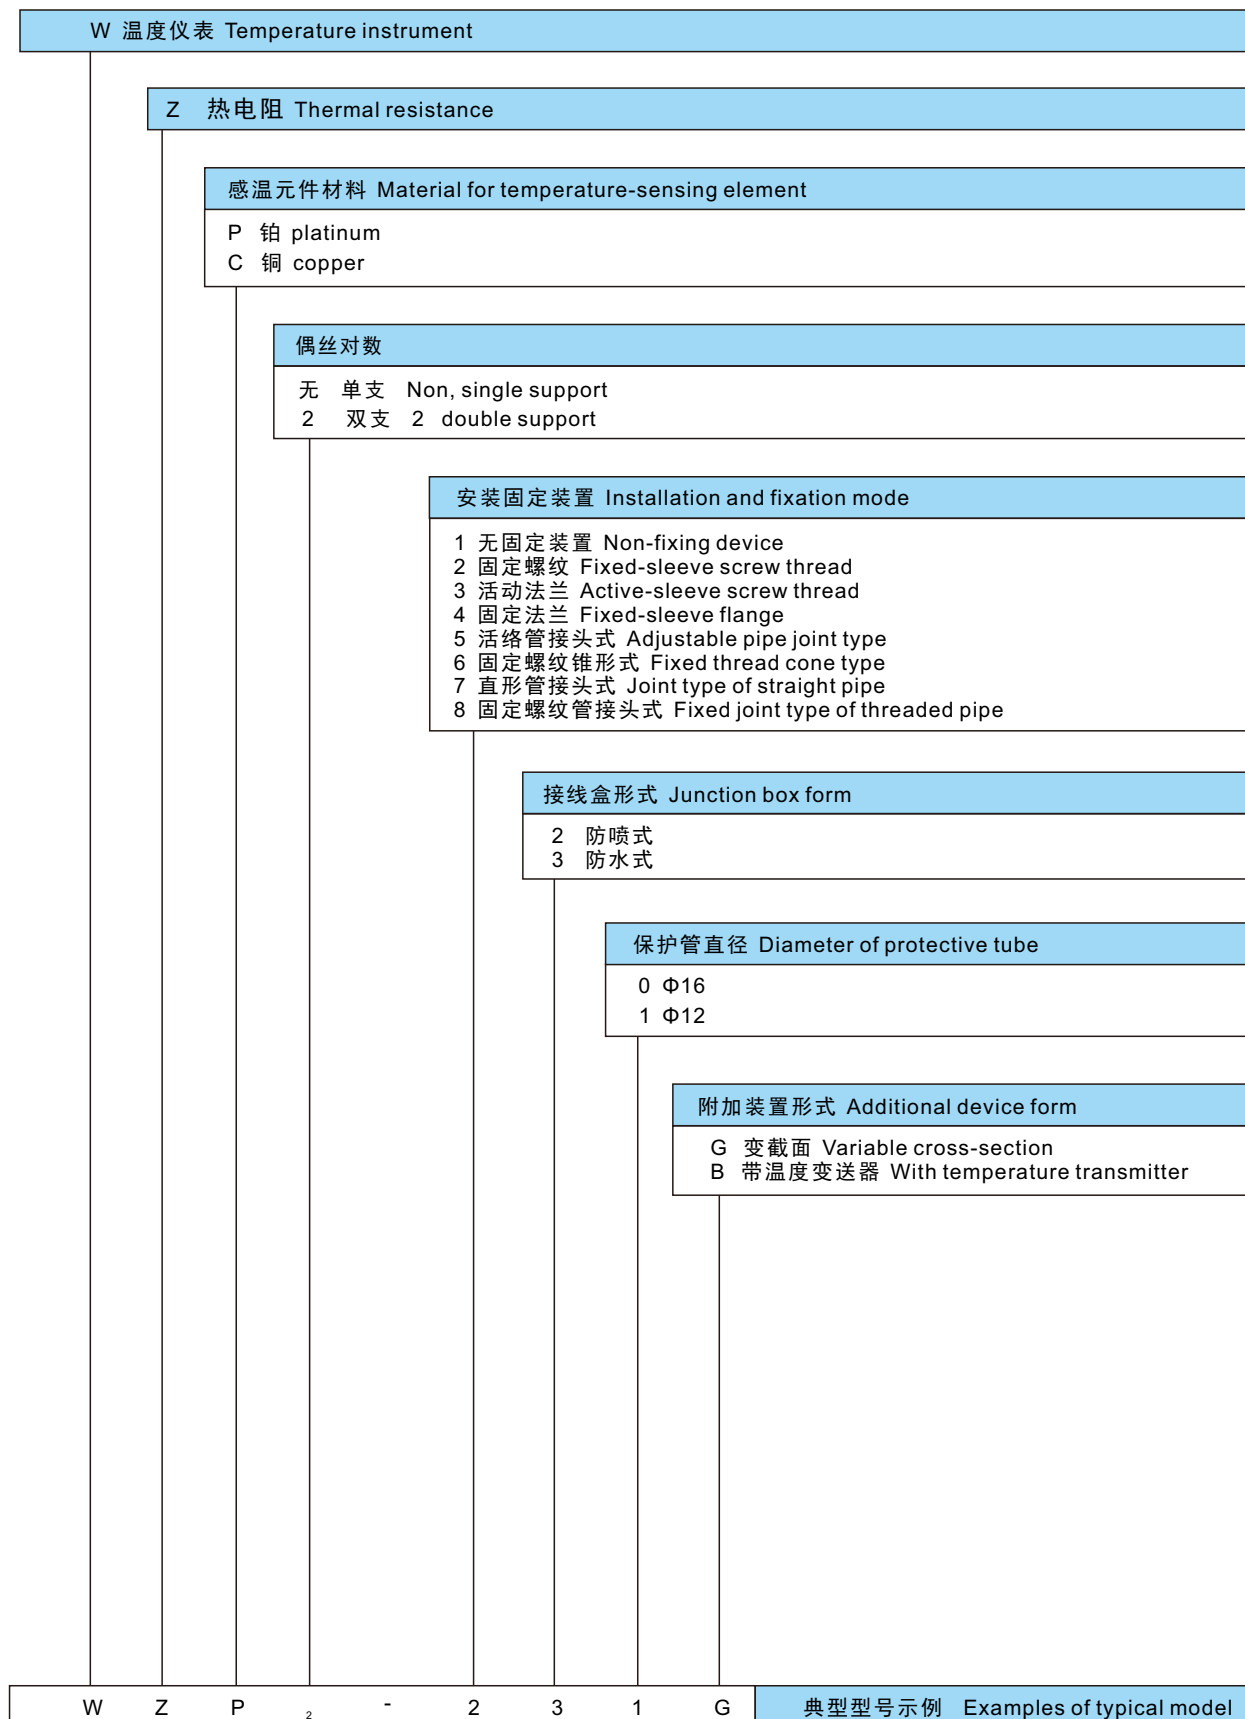 W 温度仪表 Temperature instrument
Z 热电阻 Thermal resistance
感温元件材料 Material for temperature-sensing element
P 铂 platinum
C 铜 copper
偶丝对数
无 单支 Non, single support
2 双支 2 double support
安装固定装置 Installation and fixation mode
1 无固定装置 Non-fixing device
2 固定螺纹 Fixed-sleeve screw thread
3 活动法兰 Active-sleeve screw thread
4 固定法兰 Fixed-sleeve flange
5 活络管接头式 Adjustable pipe joint type
6 固定螺纹锥形式 Fixed thread cone type
7 直形管接头式 Joint type of straight pipe
8 固定螺纹管接头式 Fixed joint type of threaded pipe
接线盒形式 Junction box form
2 防喷式
3 防水式
保护管直径 Diameter of protective tube
0 Φ16
1 Φ12
附加装置形式 Additional device form
G 变截面 Variable cross-section
B 带温度变送器 With temperature transmitter
W Z P 2 - 2 3 1 G 典型型号示例 Examples of typical model